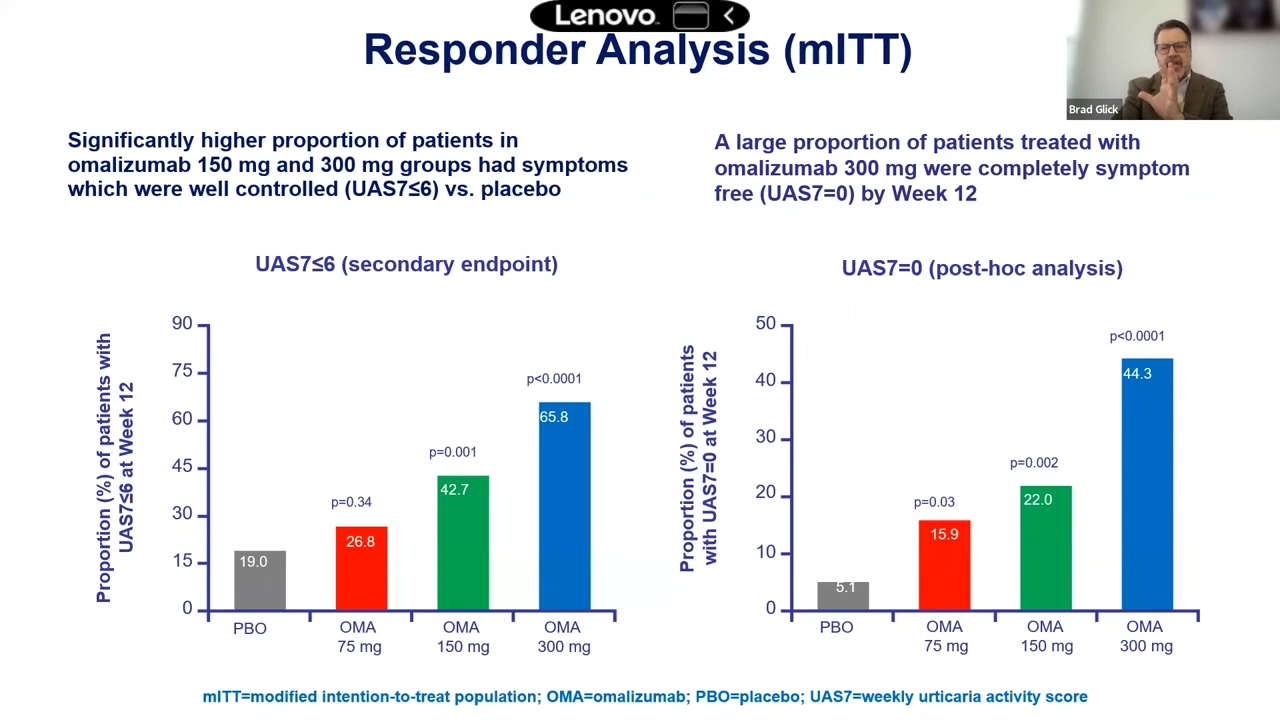 Lenovo
Responder Analysis (mITT)
Brad Glick
Significantly higher proportion of patients in
omalizumab 150 mg and 300 mg groups had symptoms
which were well controlled (UAS7≤6) vs. placebo
A large proportion of patients treated with
omalizumab 300 mg were completely symptom
free (UAS7=0) by Week 12
UAS7≤6 (secondary endpoint)
Proportion (%) of patients with
UAS7≤6 at Week 12
90
75
60
45
30
15
0
19.0
p=0.34
26.8
p=0.001
42.7
p<0.0001
65.8
PBO
OMA
75 mg
OMA
150 mg
OMA
300 mg
UAS7=0 (post-hoc analysis)
Proportion (%) of patients
with UAS7=0 at Week 12
50
40
30
20
10
0
5.1
p=0.03
15.9
p=0.002
22.0
p<0.0001
44.3
PBO
OMA
75 mg
OMA
150 mg
OMA
300 mg
mITT=modified intention-to-treat population; OMA=omalizumab; PBO=placebo; UAS7=weekly urticaria activity score